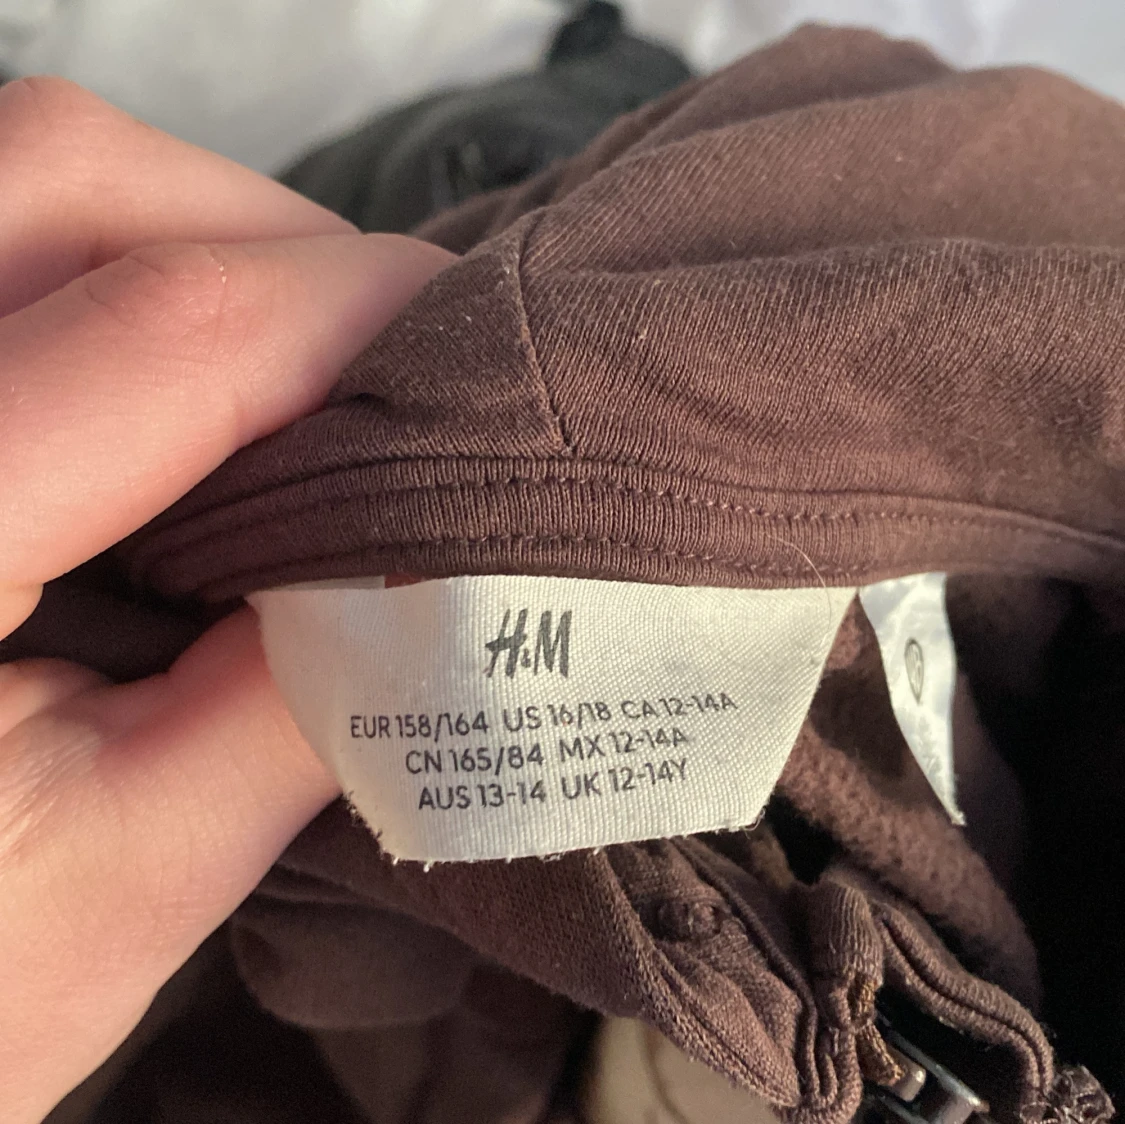 H&M
EUR 158/164 US 16/18 CA 12-14A
CN 165/84 MX 12-14A
AUS 13-14 UK 12-14Y